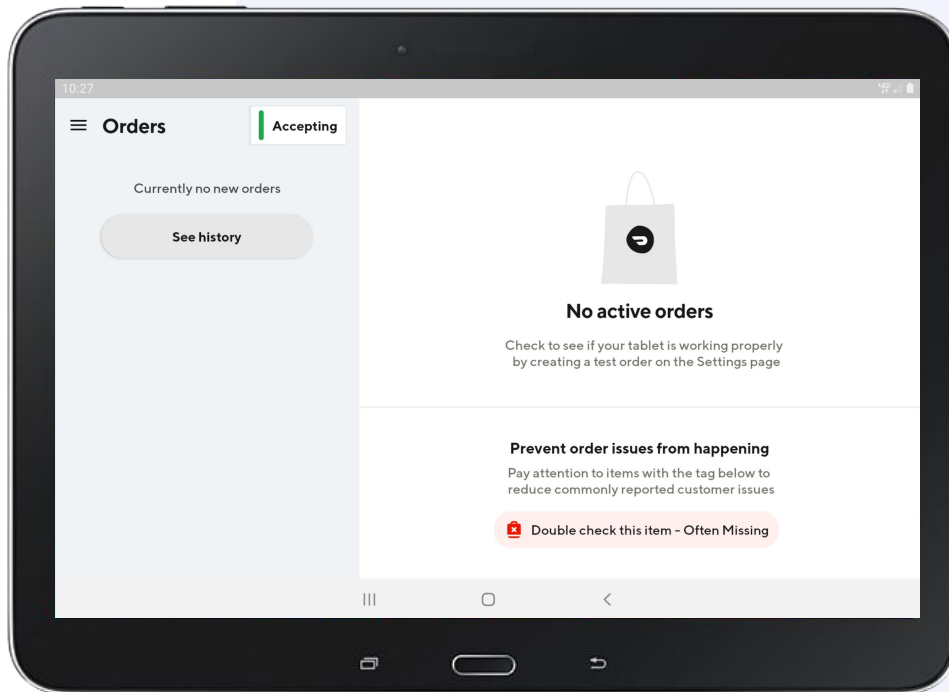 10:27
Orders
Accepting
Currently no new orders
See history
No active orders
Check to see if your tablet is working properly
by creating a test order on the Settings page
Prevent order issues from happening
Pay attention to items with the tag below to
reduce commonly reported customer issues
Double check this item - Often Missing